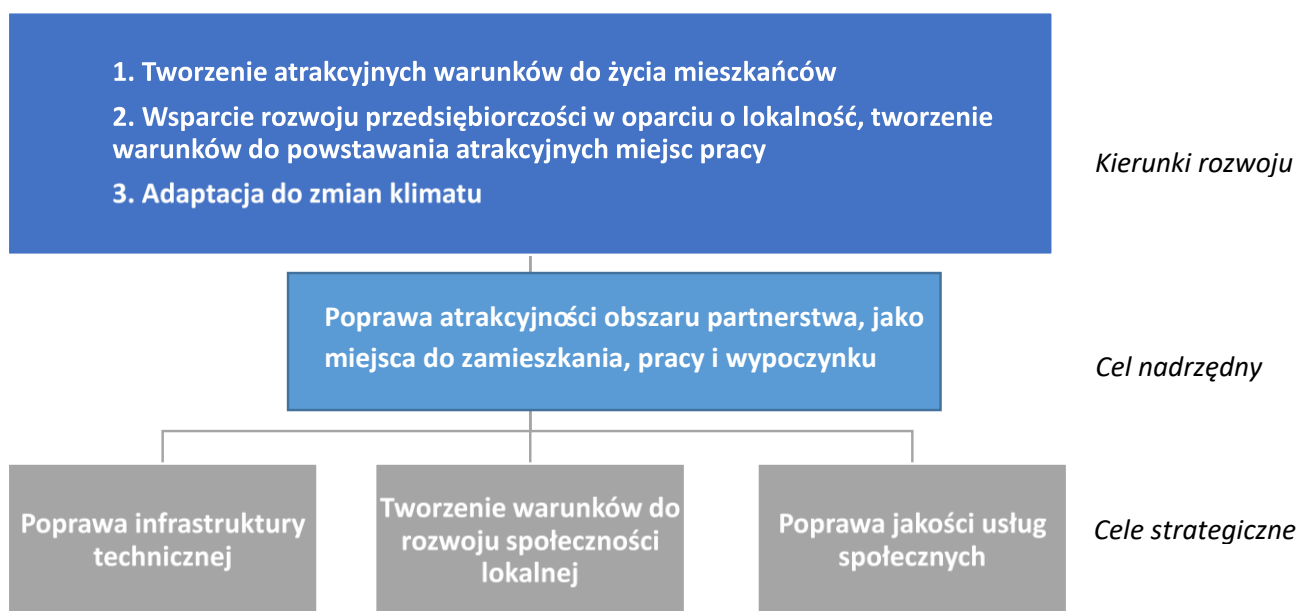 1. Tworzenie atrakcyjnych warunków do życia mieszkańców
2. Wsparcie rozwoju przedsiębiorczości w oparciu o lokalność, tworzenie
warunków do powstawania atrakcyjnych miejsc pracy
3. Adaptacja do zmian klimatu
Kierunki rozwoju
Poprawa atrakcyjności obszaru partnerstwa, jako
miejsca do zamieszkania, pracy i wypoczynku
Cel nadrzędny
Poprawa infrastruktury
technicznej
Tworzenie warunków do
rozwoju społeczności
lokalnej
Poprawa jakości usług
społecznych
Cele strategiczne